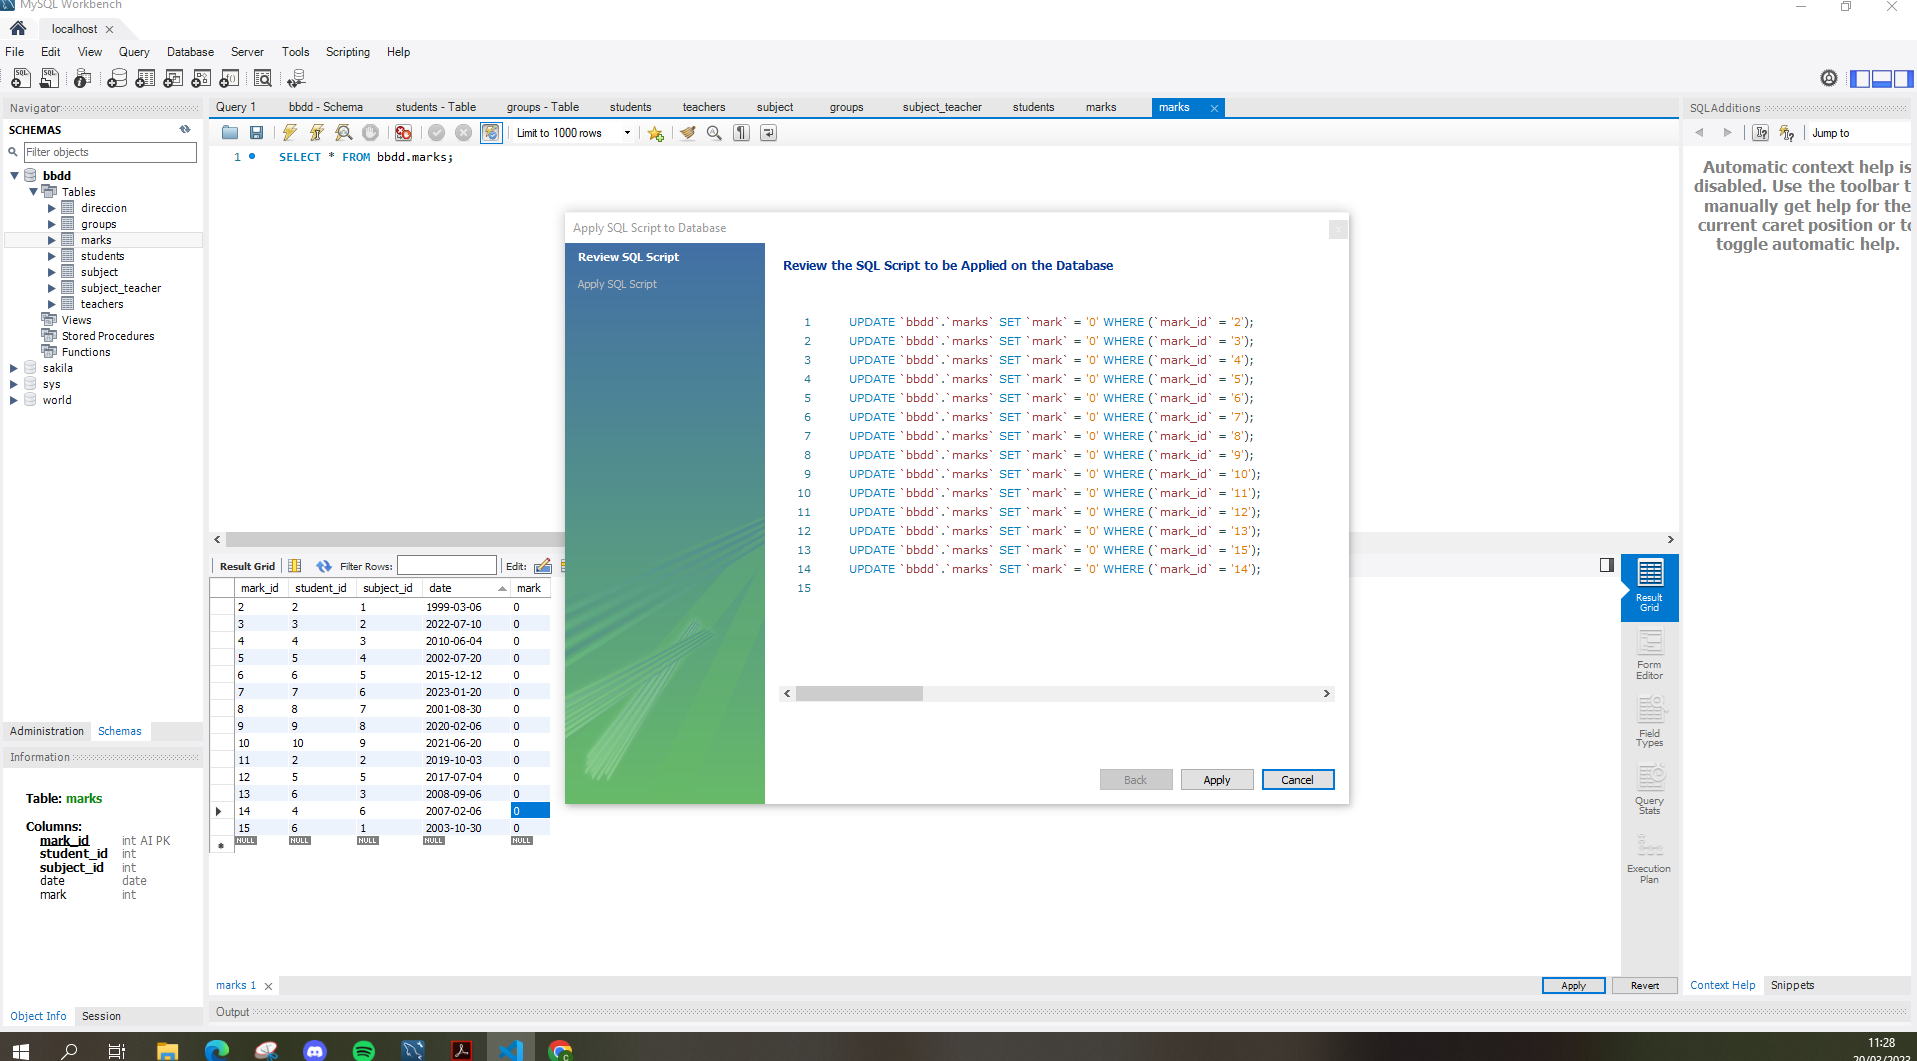 MySQL Workbench
localhost
File Edit View Query Database Server Tools Scripting Help
Navigator
SCHEMAS
Filter objects
bbdd
Tables
direccion
groups
marks
students
subject
subject_teacher
teachers
Views
Stored Procedures
Functions
sakila
sys
world
Administration Schemas
Information
Table: marks
Columns:
mark_id int AI PK
student_id int
subject_id int
date date
mark int
Object Info Session
Query 1 bbdd - Schema students - Table groups - Table students teachers subject groups subject_teacher students marks marks
Limit to 1000 rows
1 SELECT * FROM bbdd.marks;
Apply SQL Script to Database
Review SQL Script
Apply SQL Script
Review the SQL Script to be Applied on the Database
1 UPDATE `bbdd`.`marks` SET `mark` = '0' WHERE (`mark_id` = '2');
2 UPDATE `bbdd`.`marks` SET `mark` = '0' WHERE (`mark_id` = '3');
3 UPDATE `bbdd`.`marks` SET `mark` = '0' WHERE (`mark_id` = '4');
4 UPDATE `bbdd`.`marks` SET `mark` = '0' WHERE (`mark_id` = '5');
5 UPDATE `bbdd`.`marks` SET `mark` = '0' WHERE (`mark_id` = '6');
6 UPDATE `bbdd`.`marks` SET `mark` = '0' WHERE (`mark_id` = '7');
7 UPDATE `bbdd`.`marks` SET `mark` = '0' WHERE (`mark_id` = '8');
8 UPDATE `bbdd`.`marks` SET `mark` = '0' WHERE (`mark_id` = '9');
9 UPDATE `bbdd`.`marks` SET `mark` = '0' WHERE (`mark_id` = '10');
10 UPDATE `bbdd`.`marks` SET `mark` = '0' WHERE (`mark_id` = '11');
11 UPDATE `bbdd`.`marks` SET `mark` = '0' WHERE (`mark_id` = '12');
12 UPDATE `bbdd`.`marks` SET `mark` = '0' WHERE (`mark_id` = '13');
13 UPDATE `bbdd`.`marks` SET `mark` = '0' WHERE (`mark_id` = '15');
14 UPDATE `bbdd`.`marks` SET `mark` = '0' WHERE (`mark_id` = '14');
15
Back Apply Cancel
Result Grid Filter Rows: Edit:
mark_id student_id subject_id date mark
2 2 1 1999-03-06 0
3 3 2 2022-07-10 0
4 4 3 2010-06-04 0
5 5 4 2002-07-20 0
6 6 5 2015-12-12 0
7 7 6 2023-01-20 0
8 8 7 2001-08-30 0
9 9 8 2020-02-06 0
10 10 9 2021-06-20 0
11 2 2 2019-10-03 0
12 5 5 2017-07-04 0
13 6 3 2008-09-06 0
14 4 6 2007-02-06 0
15 6 1 2003-10-30 0
NULL NULL NULL NULL NULL
Result
Grid
Form
Editor
Field
Types
Query
Stats
Execution
Plan
marks 1
Apply Revert
Output
SQLAdditions
Jump to
Automatic context help is
disabled. Use the toolbar t
manually get help for the
current caret position or to
toggle automatic help.
Context Help Snippets
11:28
20/03/2023